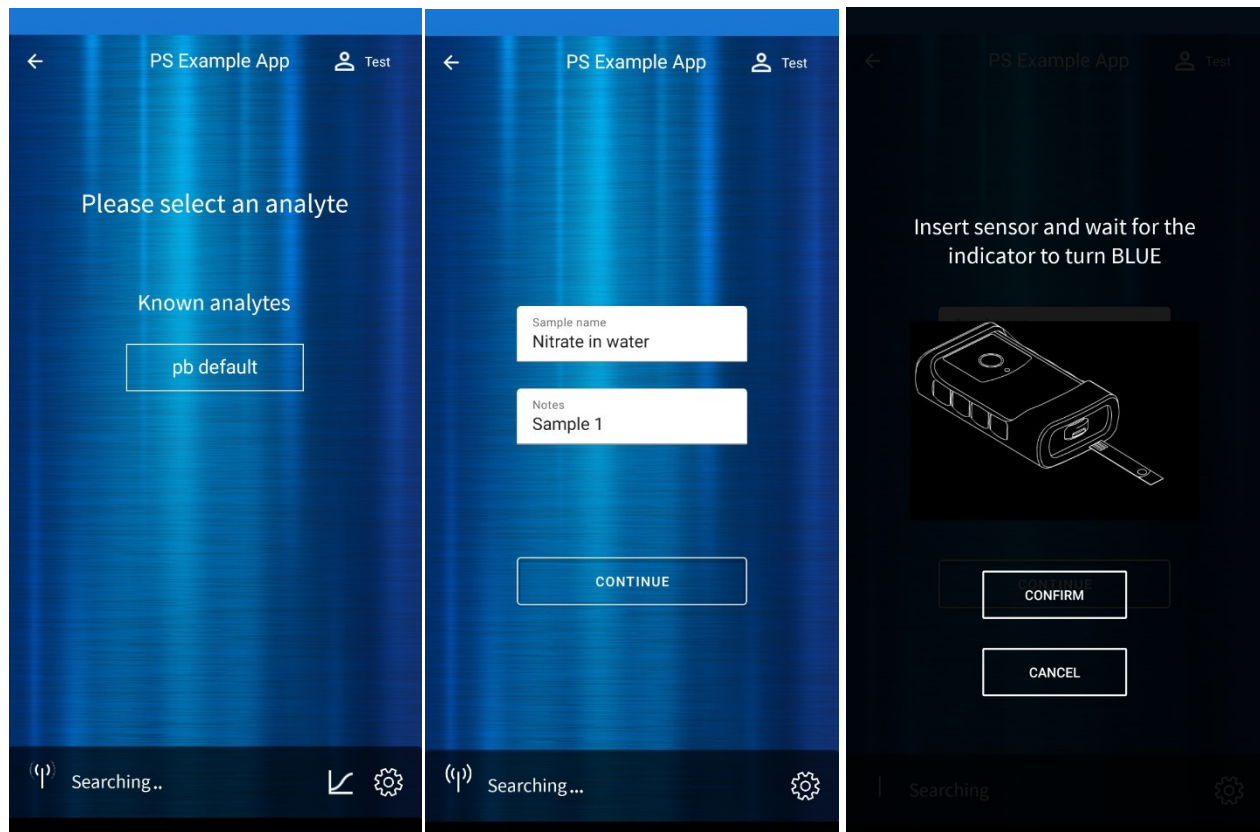 PS Example App
Test
Please select an analyte
Known analytes
pb default
Searching..
PS Example App
Test
Sample name
Nitrate in water
Notes
Sample 1
CONTINUE
Searching...
PS Example App
Test
Insert sensor and wait for the
indicator to turn BLUE
CONTINUE
CONFIRM
CANCEL
Searching